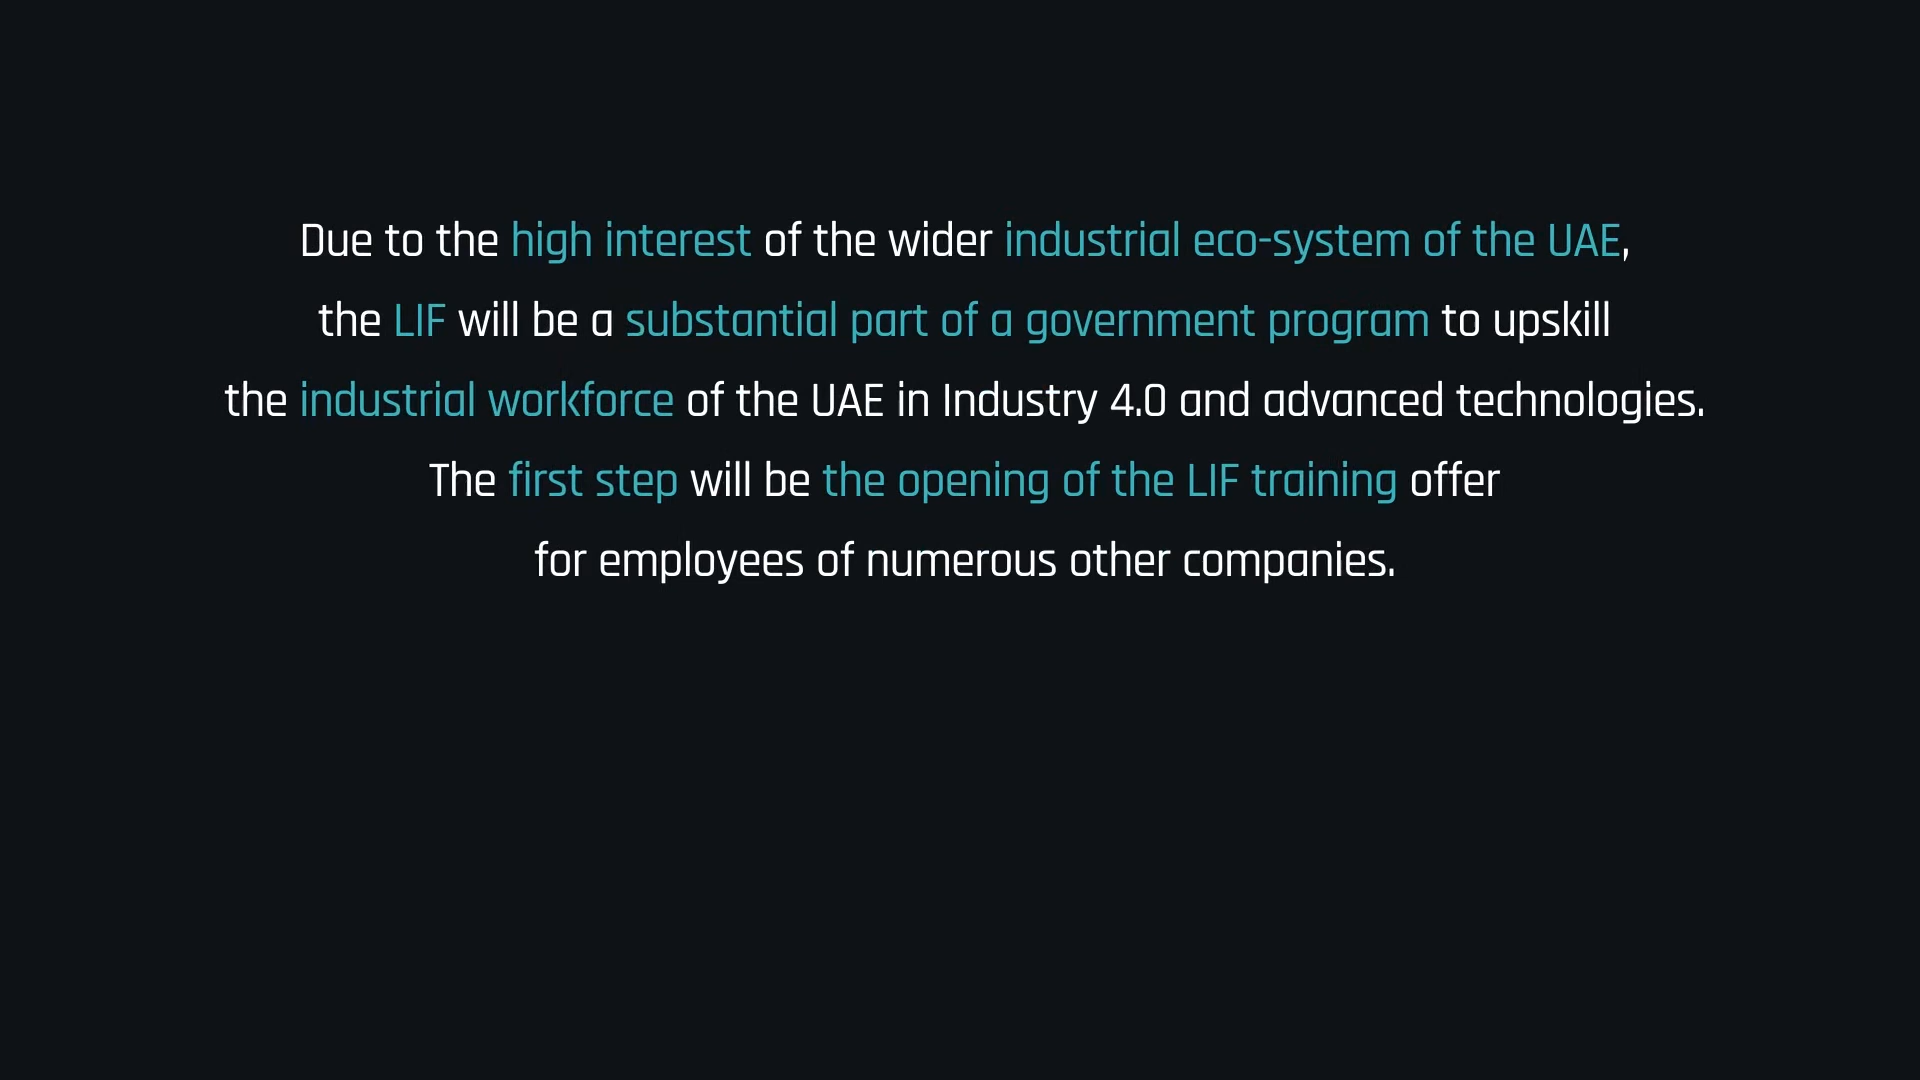 Due to the high interest of the wider industrial eco-system of the UAE,
the LIF will be a substantial part of a government program to upskill
the industrial workforce of the UAE in Industry 4.0 and advanced technologies.
The first step will be the opening of the LIF training offer
for employees of numerous other companies.